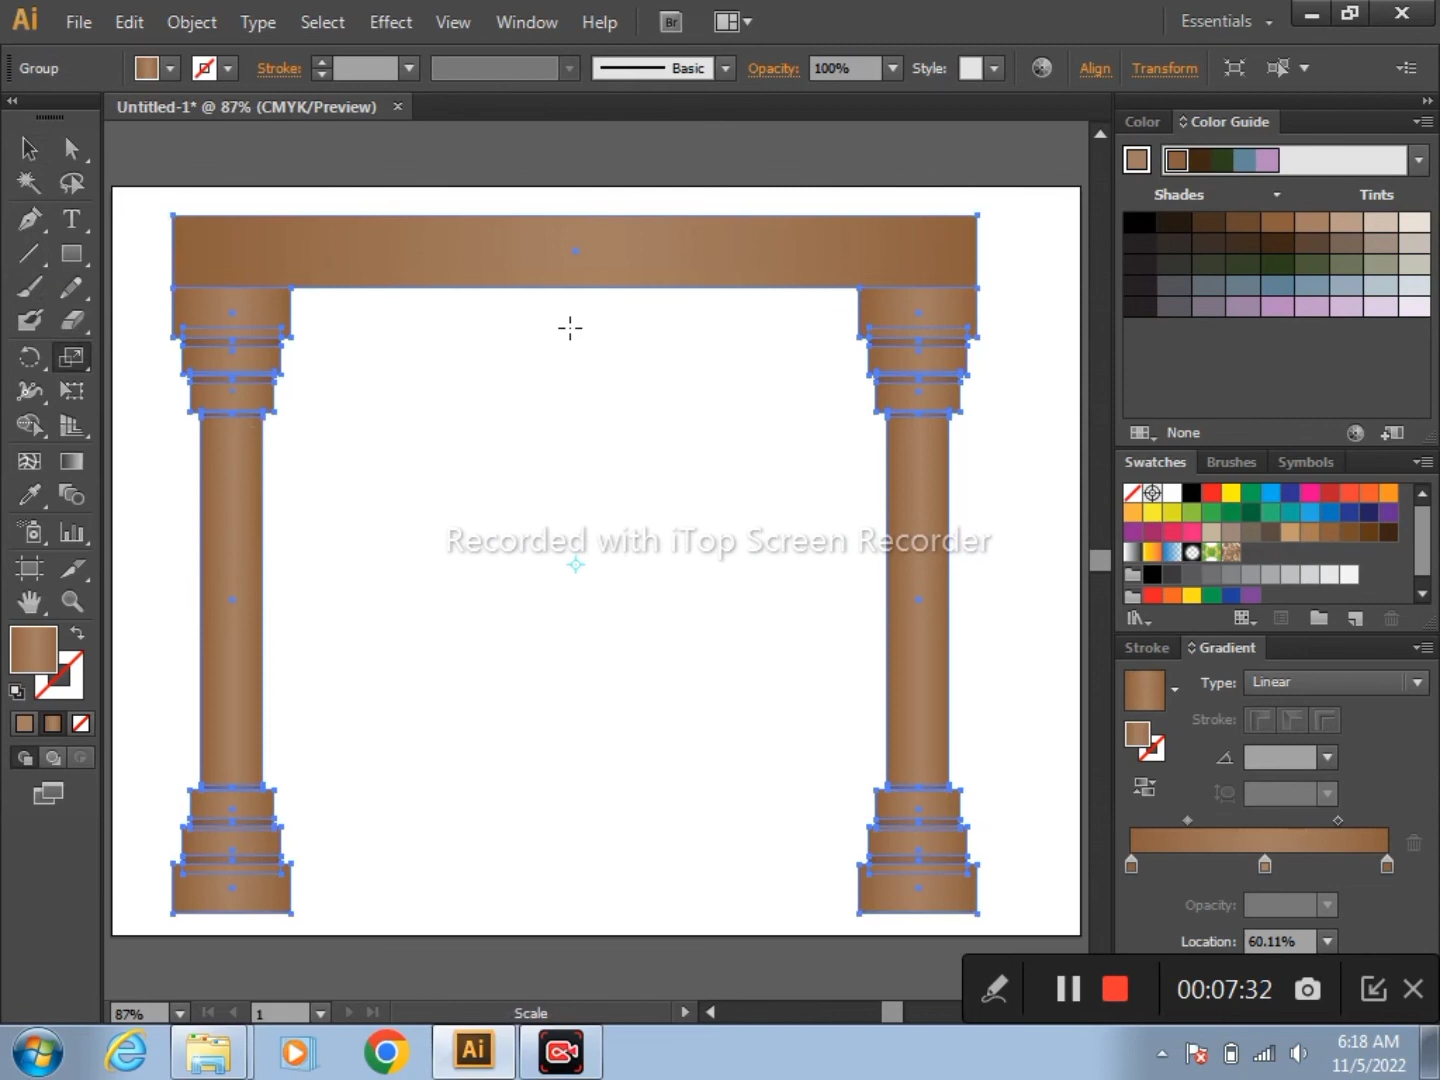 Ai File Edit Object Type Select Effect View Window Help Br Essentials
Group Stroke: Basic Opacity: 100% Style: Align Transform
Untitled-1* @ 87% (CMYK/Preview)
Color Color Guide
Shades Tints
None
Swatches Brushes Symbols
Recorded with iTop Screen Recorder
Stroke Gradient
Type: Linear
Stroke:
Opacity:
Location: 60.11%
87% 1 Scale
00:07:32
Ai
6:18 AM
11/5/2022